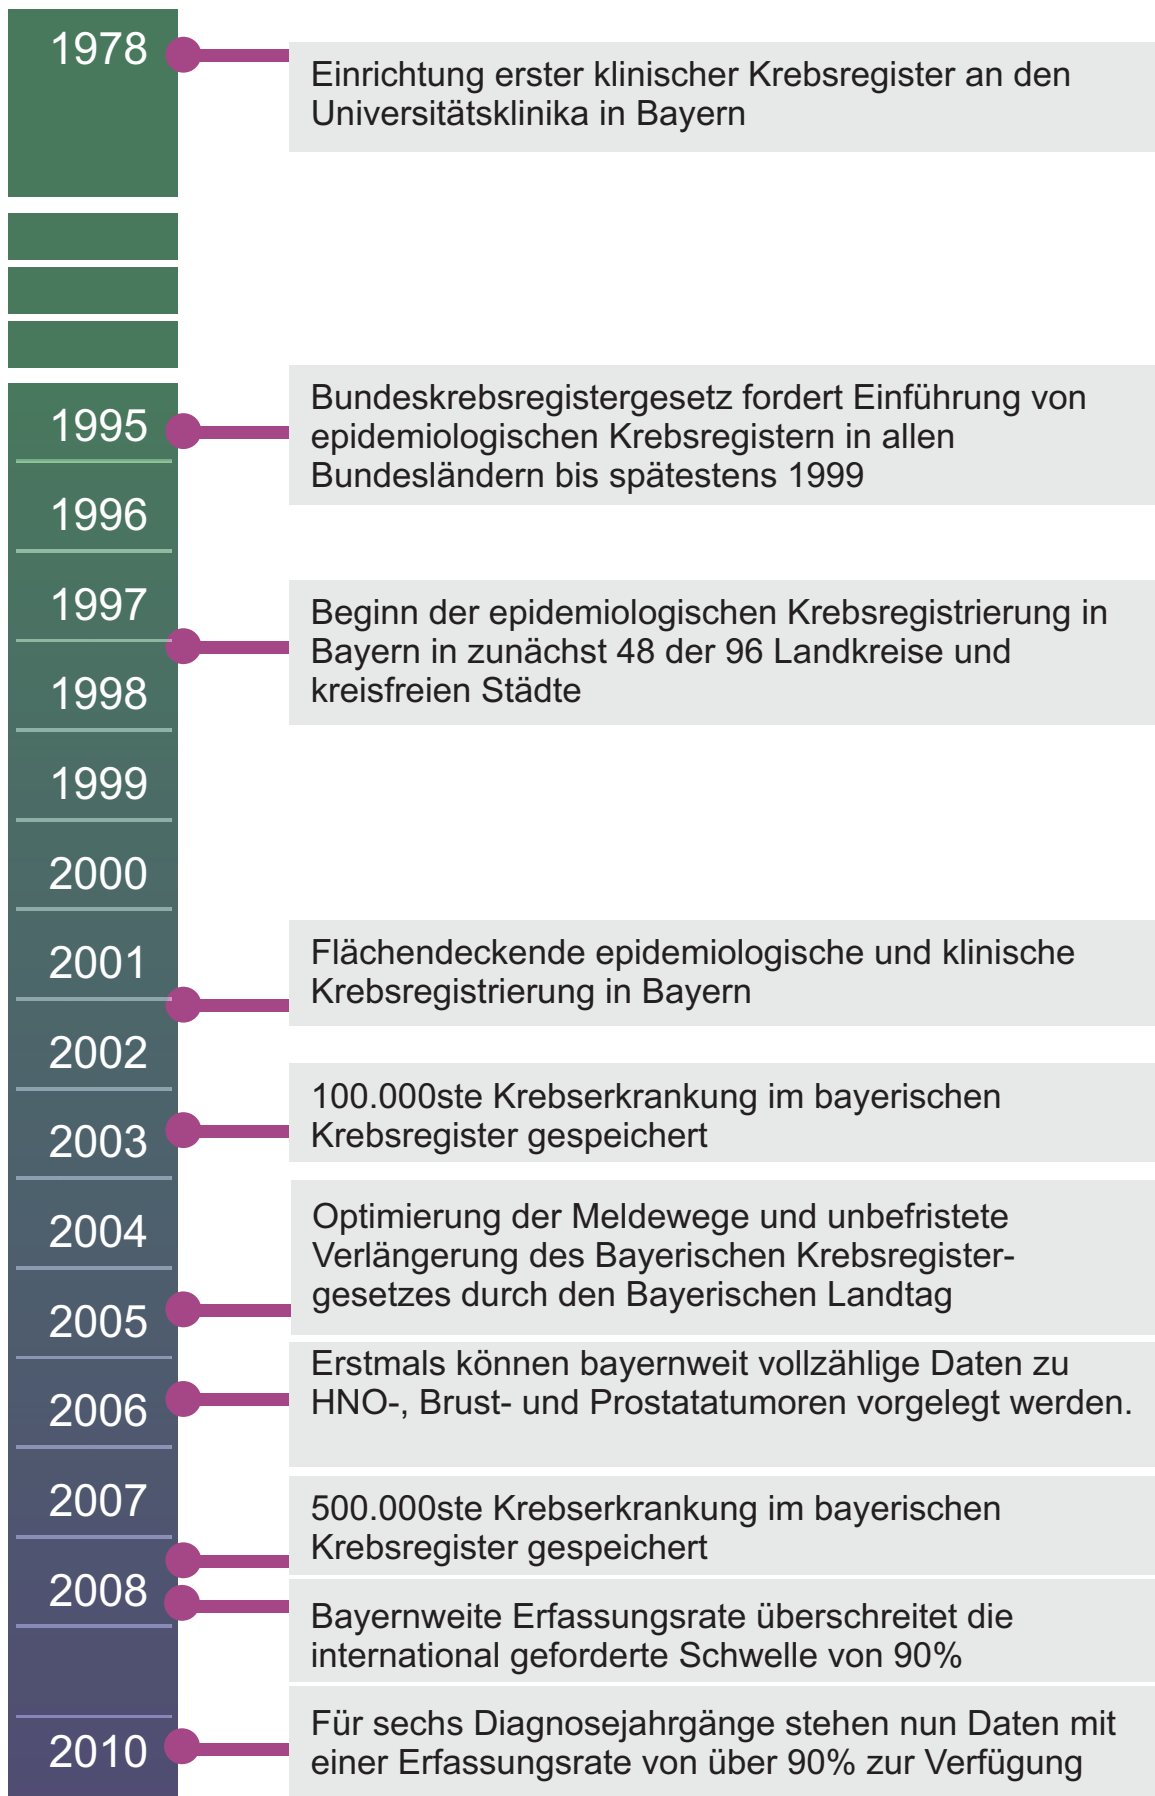 1978
Einrichtung erster klinischer Krebsregister an den
Universitätsklinika in Bayern
1995
Bundeskrebsregistergesetz fordert Einführung von
epidemiologischen Krebsregistern in allen
Bundesländern bis spätestens 1999
1996
1997
Beginn der epidemiologischen Krebsregistrierung in
Bayern in zunächst 48 der 96 Landkreise und
kreisfreien Städte
1998
1999
2000
2001
Flächendeckende epidemiologische und klinische
Krebsregistrierung in Bayern
2002
2003
100.000ste Krebserkrankung im bayerischen
Krebsregister gespeichert
2004
2005
Optimierung der Meldewege und unbefristete
Verlängerung des Bayerischen Krebsregister-
gesetzes durch den Bayerischen Landtag
2006
Erstmals können bayernweit vollzählige Daten zu
HNO-, Brust- und Prostatatumoren vorgelegt werden.
2007
500.000ste Krebserkrankung im bayerischen
Krebsregister gespeichert
2008
Bayernweite Erfassungsrate überschreitet die
international geforderte Schwelle von 90%
2010
Für sechs Diagnosejahrgänge stehen nun Daten mit
einer Erfassungsrate von über 90% zur Verfügung